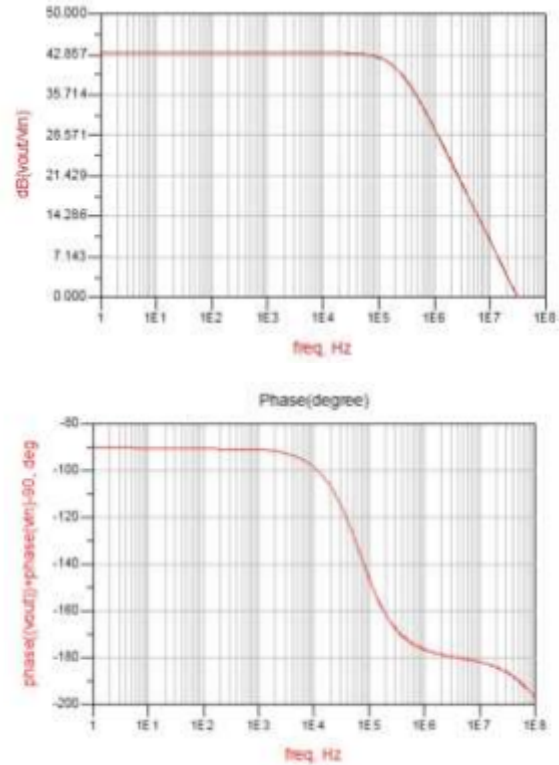 50.000
42.857
35.714
28.571
21.429
14.286
7.143
0.000
dB(vout/vin)
1 1E1 1E2 1E3 1E4 1E5 1E6 1E7 1E8
freq, Hz
Phase(degree)
-80
-100
-120
-140
-160
-180
-200
phase((vout))+phase(vin)-90, deg
1 1E1 1E2 1E3 1E4 1E5 1E6 1E7 1E8
freq, Hz